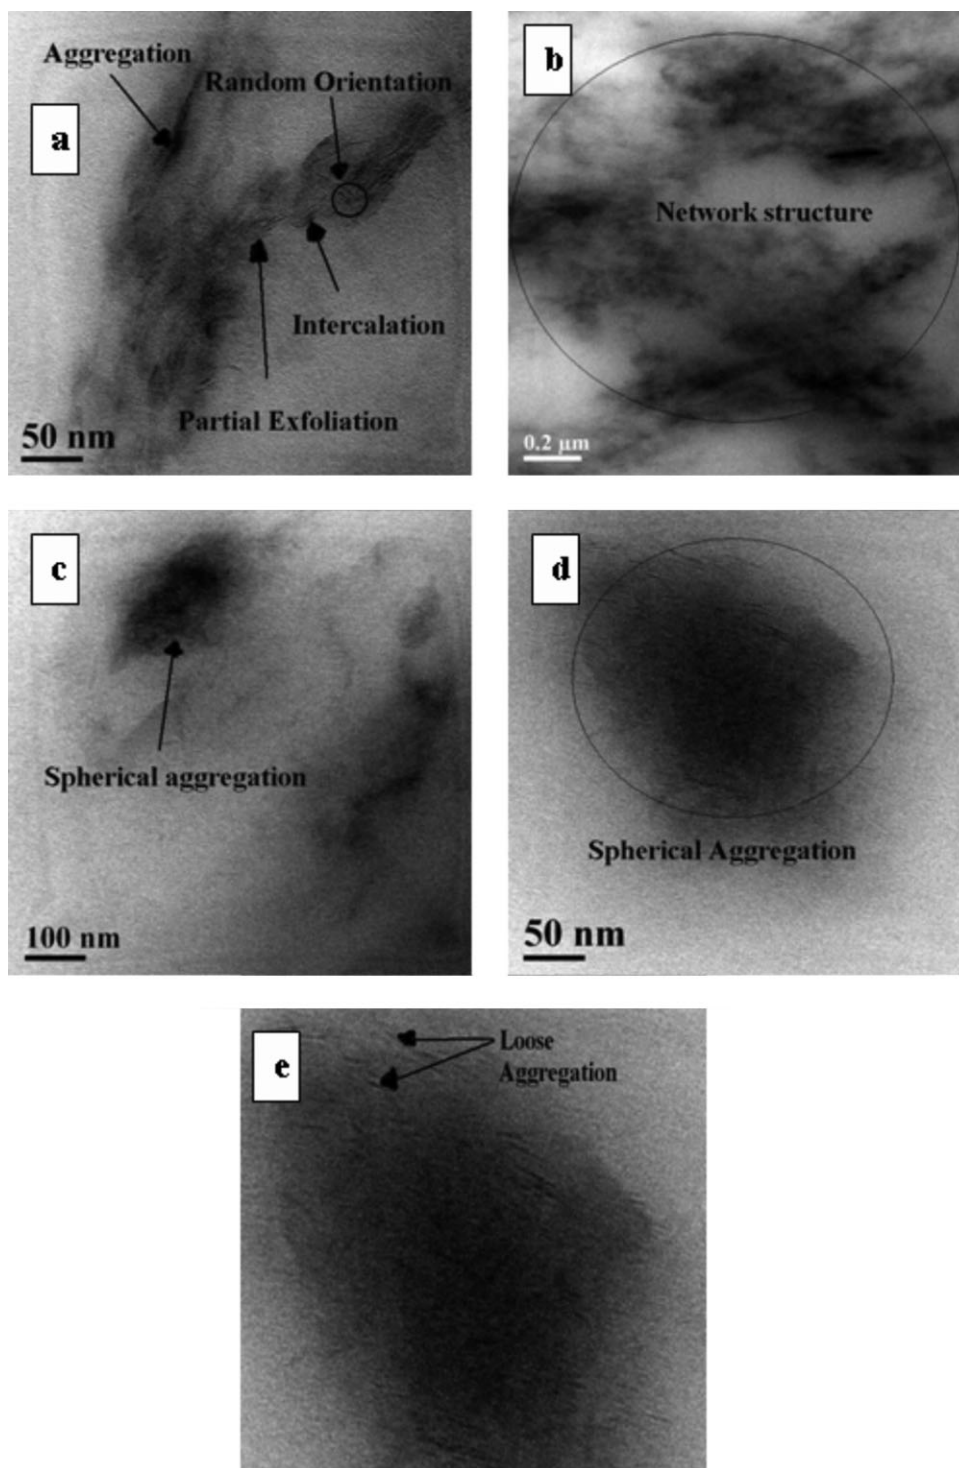 Aggregation
Random Orientation
a
Intercalation
Partial Exfoliation
50 nm
b
Network structure
0.2 µm
c
Spherical aggregation
100 nm
d
Spherical Aggregation
50 nm
e
Loose
Aggregation